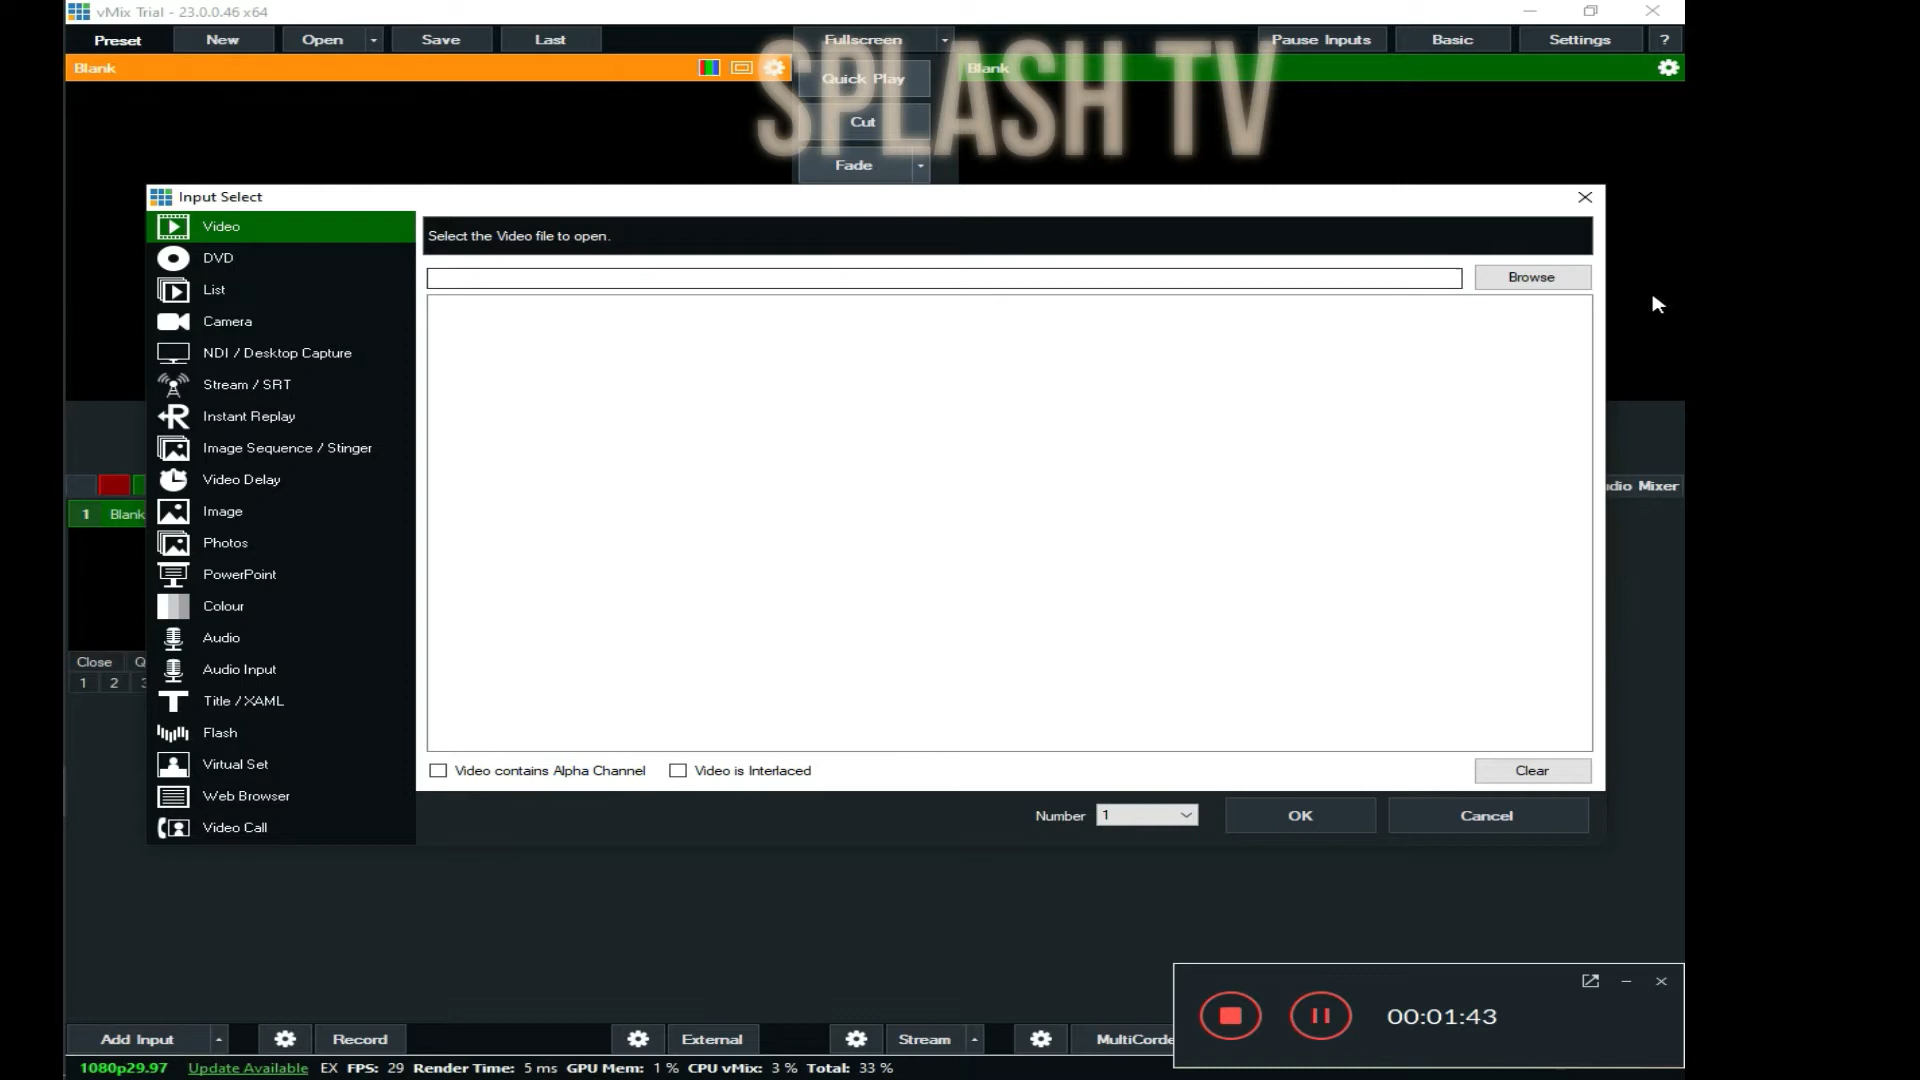 vMix Trial - 23.0.0.46 x64
Preset New Open Save Last Fullscreen Pause Inputs Basic Settings ?
Blank Quick Play Blank
SPLASH TV
Cut
Fade
Input Select
Video
Select the Video file to open.
DVD
Browse
List
Camera
NDI / Desktop Capture
Stream / SRT
Instant Replay
Image Sequence / Stinger
Video Delay
dio Mixer
1 Blank
Image
Photos
PowerPoint
Colour
Audio
Close Q
Audio Input
1 2 3
Title / XAML
Flash
Virtual Set
Video contains Alpha Channel Video is Interlaced Clear
Web Browser
Number 1 OK Cancel
Video Call
00:01:43
Add Input Record External Stream MultiCorde
1080p29.97 Update Available EX FPS: 29 Render Time: 5 ms GPU Mem: 1 % CPU vMix: 3 % Total: 33 %